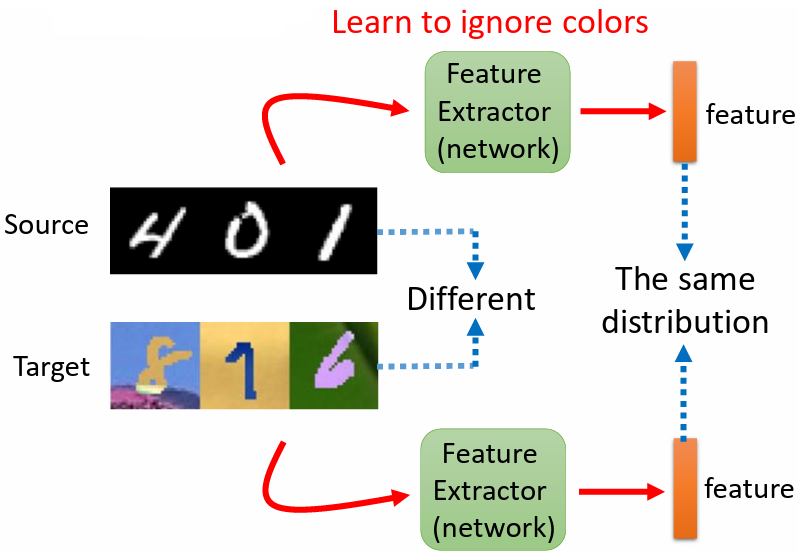 Learn to ignore colors
Feature
Extractor
(network)
feature
Source
4 0 1
Different
The same
distribution
Target
8 1 6
Feature
Extractor
(network)
feature